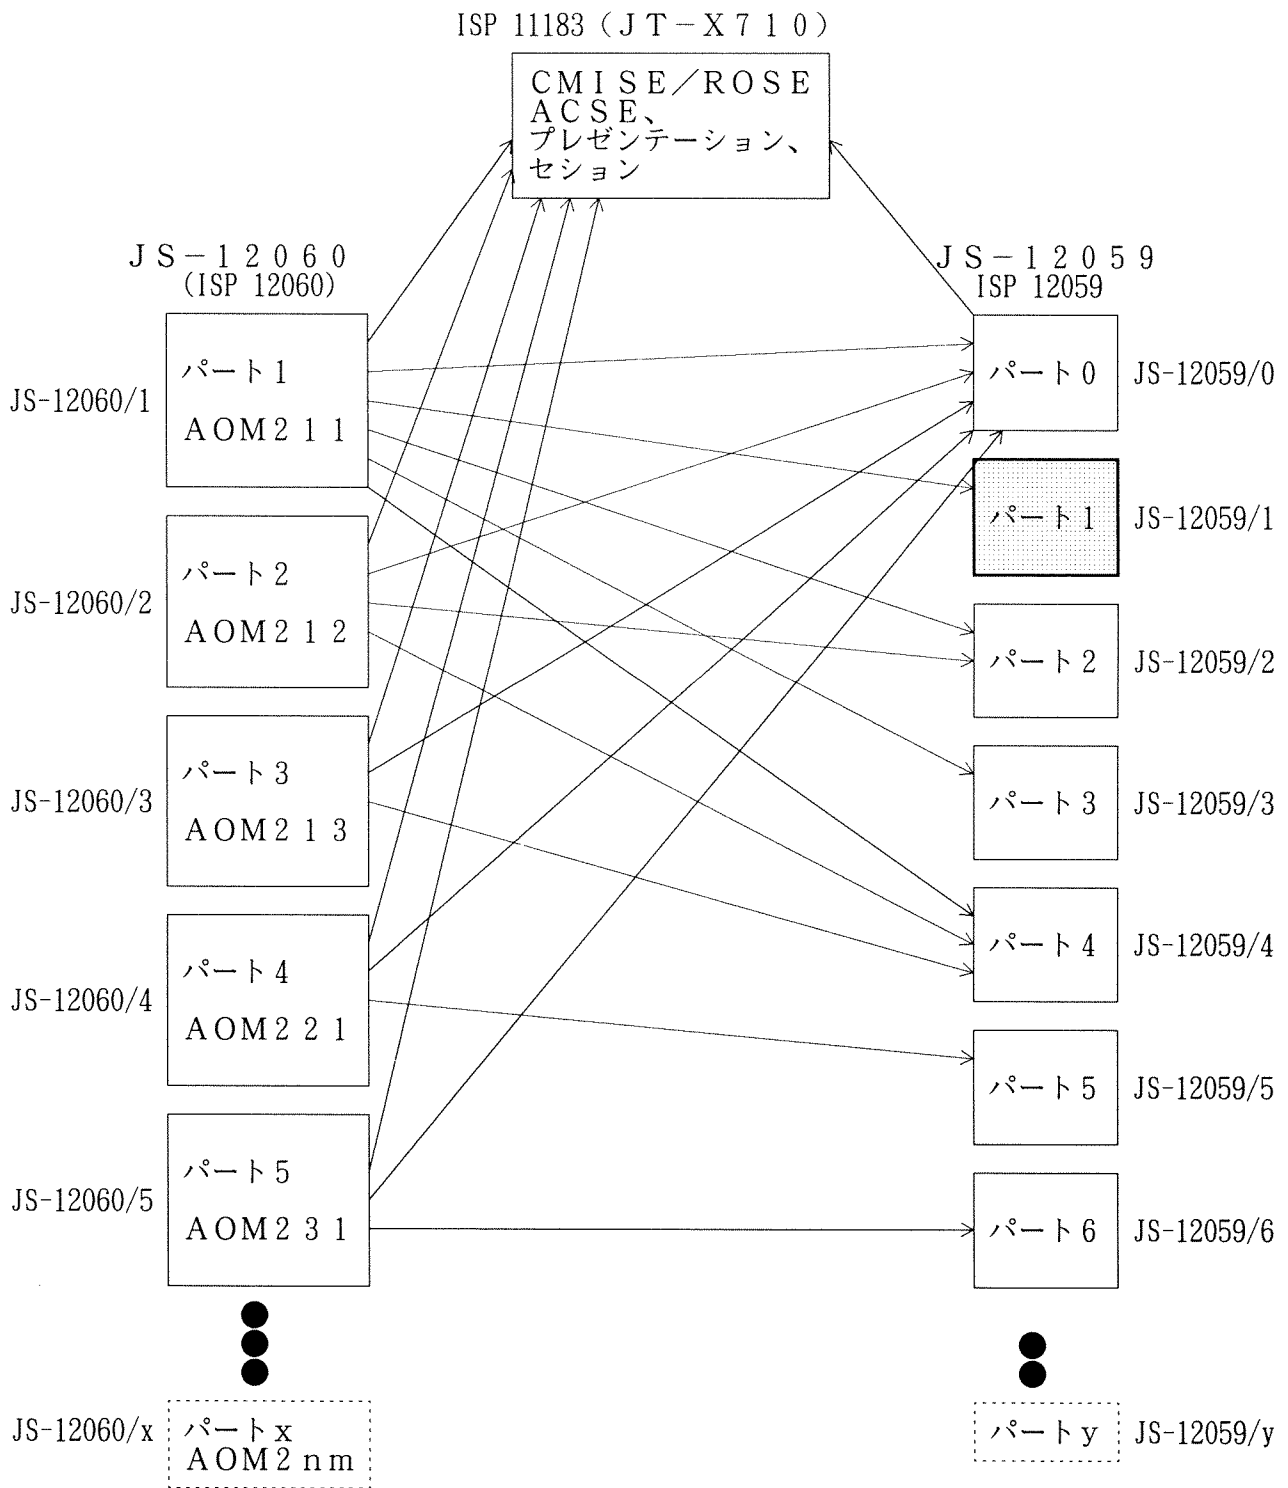 ISP 11183（ＪＴ－Ｘ７１０）
ＣＭＩＳＥ／ＲＯＳＥ
ＡＣＳＥ、
プレゼンテーション、
セション
ＪＳ－１２０６０
(ISP 12060)
JS-12060/1
パート１
ＡＯＭ２１１
JS-12060/2
パート２
ＡＯＭ２１２
JS-12060/3
パート３
ＡＯＭ２１３
JS-12060/4
パート４
ＡＯＭ２２１
JS-12060/5
パート５
ＡＯＭ２３１
JS-12060/x
パートｘ
ＡＯＭ２ｎｍ
ＪＳ－１２０５９
ISP 12059
パート０ JS-12059/0
パート１ JS-12059/1
パート２ JS-12059/2
パート３ JS-12059/3
パート４ JS-12059/4
パート５ JS-12059/5
パート６ JS-12059/6
パートｙ JS-12059/y